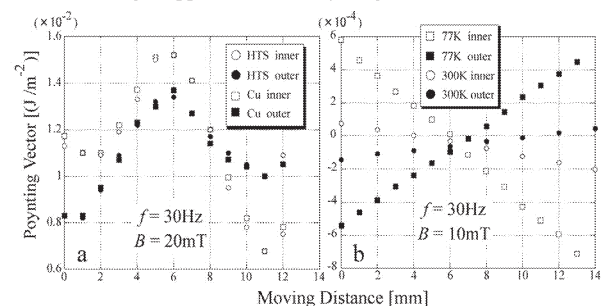 (×10⁻²)
(×10⁻⁴)
Poynting Vector [(J /m⁻²)]
1.6
1.4
1.2
1
0.8
0.6
HTS inner
HTS outer
Cu inner
Cu outer
f = 30Hz
B = 20mT
a
0 2 4 6 8 10 12 14
6
4
2
0
-2
-4
-6
-8
77K inner
77K outer
300K inner
300K outer
f = 30Hz
B = 10mT
b
0 2 4 6 8 10 12 14
Moving Distance [mm]